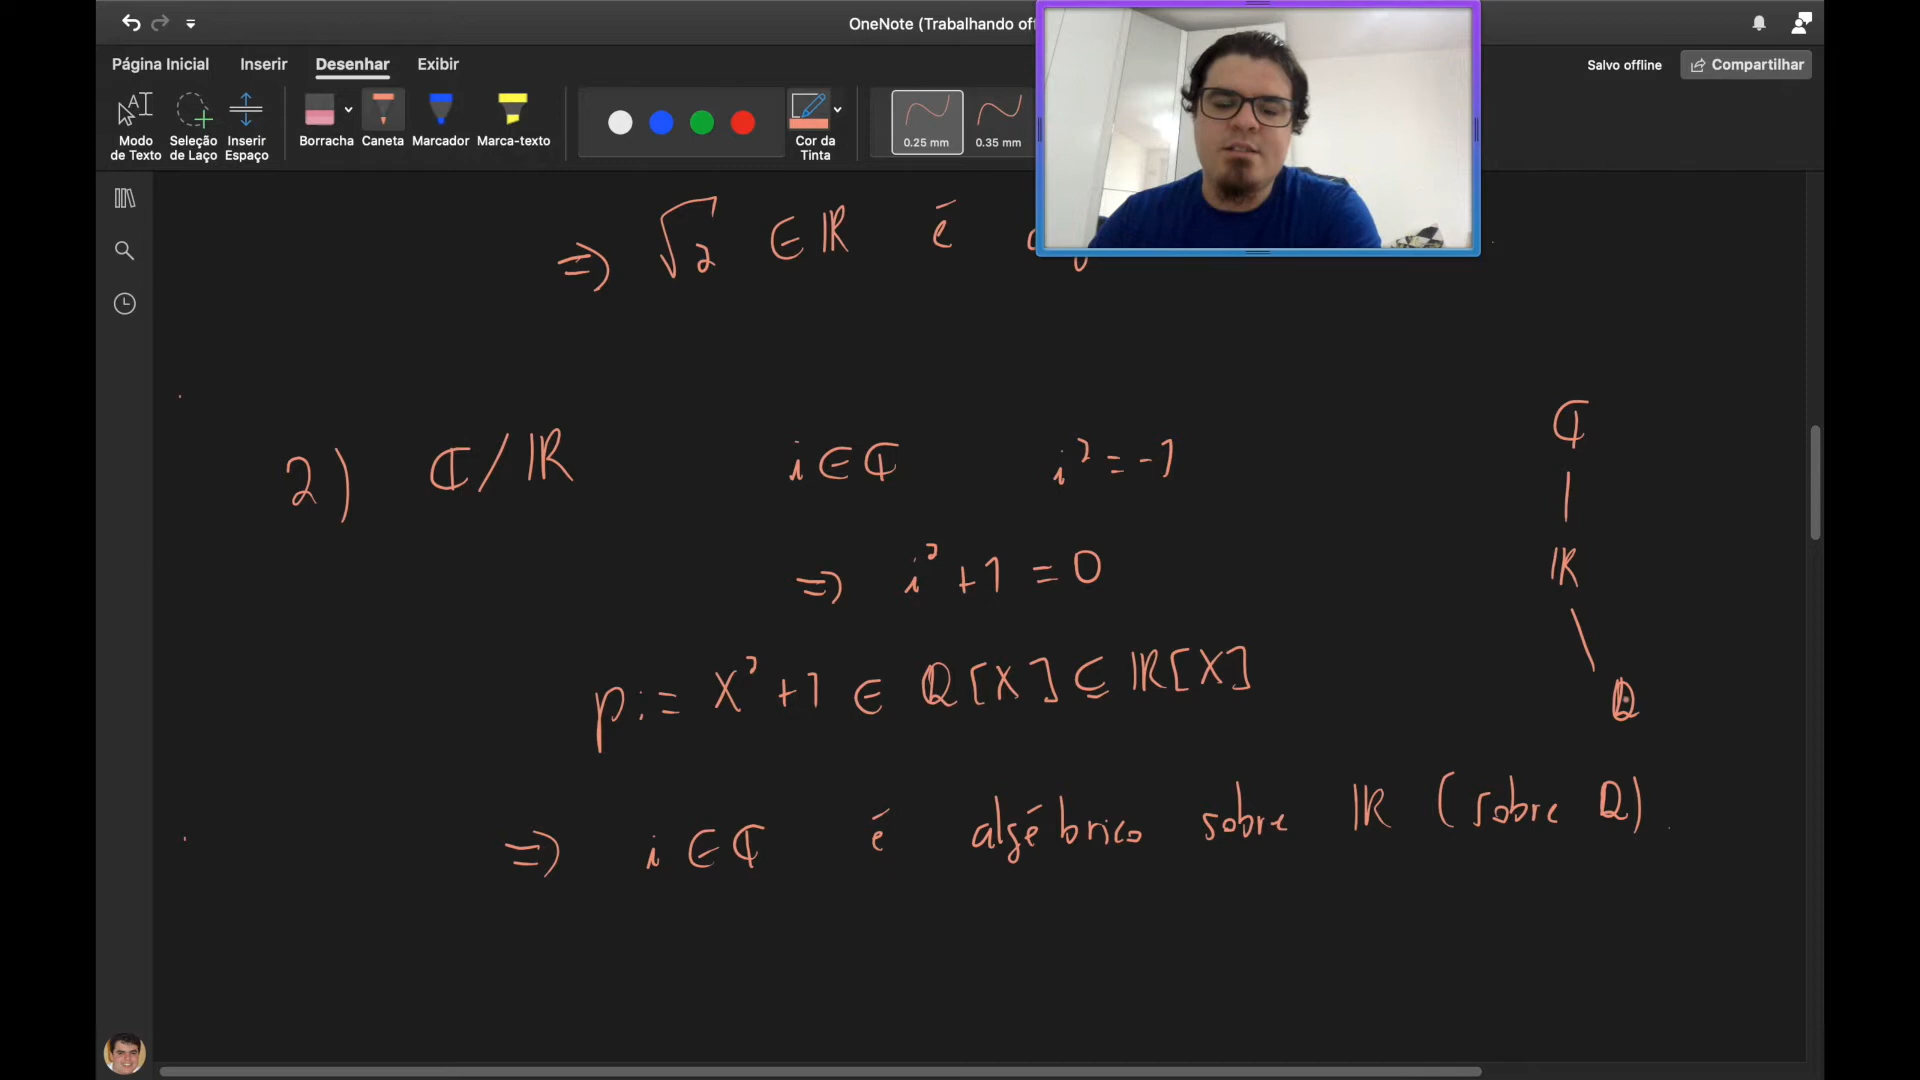 OneNote (Trabalhando off
Página Inicial Inserir Desenhar Exibir
Salvo offline Compartilhar
Modo de Texto Seleção de Laço Inserir Espaço Borracha Caneta Marcador Marca-texto Cor da Tinta 0.25 mm 0.35 mm
⇒ √2 ∈ ℝ é
2) ℂ/ℝ i ∈ ℂ i² = -1
⇒ i² + 1 = 0
p := X² + 1 ∈ ℚ[X] ⊆ ℝ[X]
⇒ i ∈ ℂ é algébrico sobre ℝ (sobre ℚ)
ℂ
ℝ
ℚ